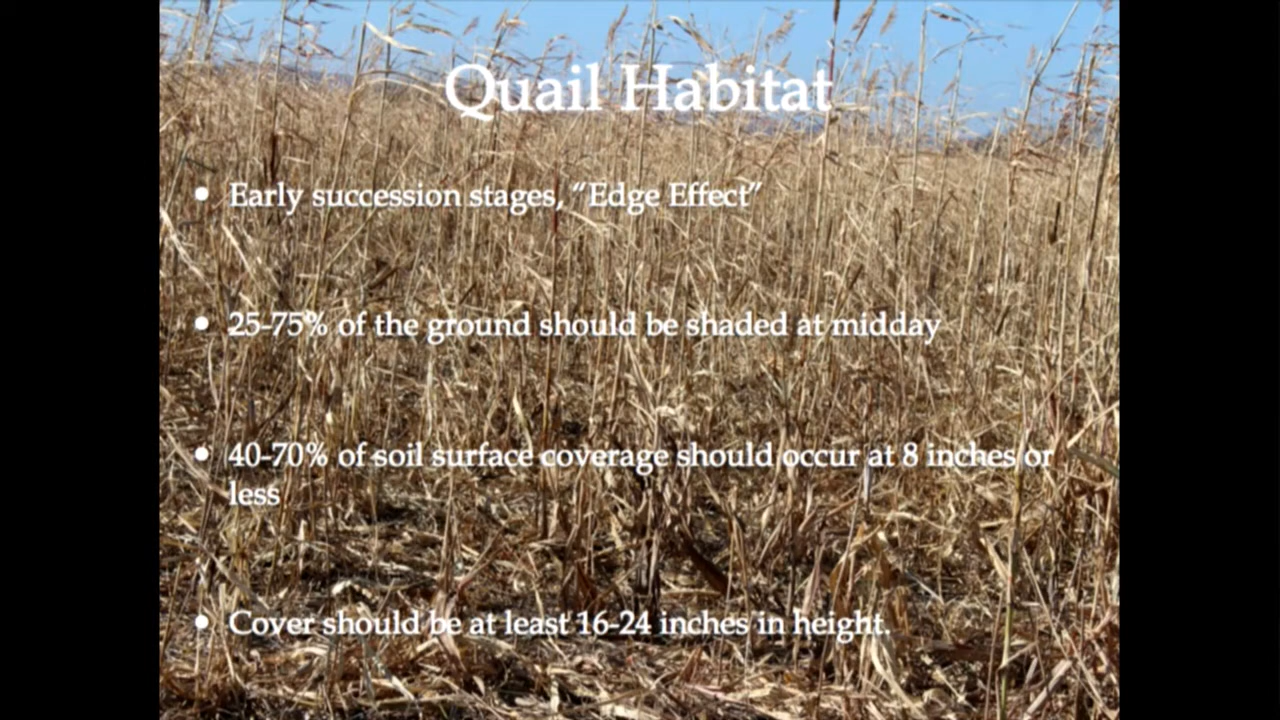 Quail Habitat
• Early succession stages, “Edge Effect”
• 25-75% of the ground should be shaded at midday
• 40-70% of soil surface coverage should occur at 8 inches or
less
• Cover should be at least 16-24 inches in height.